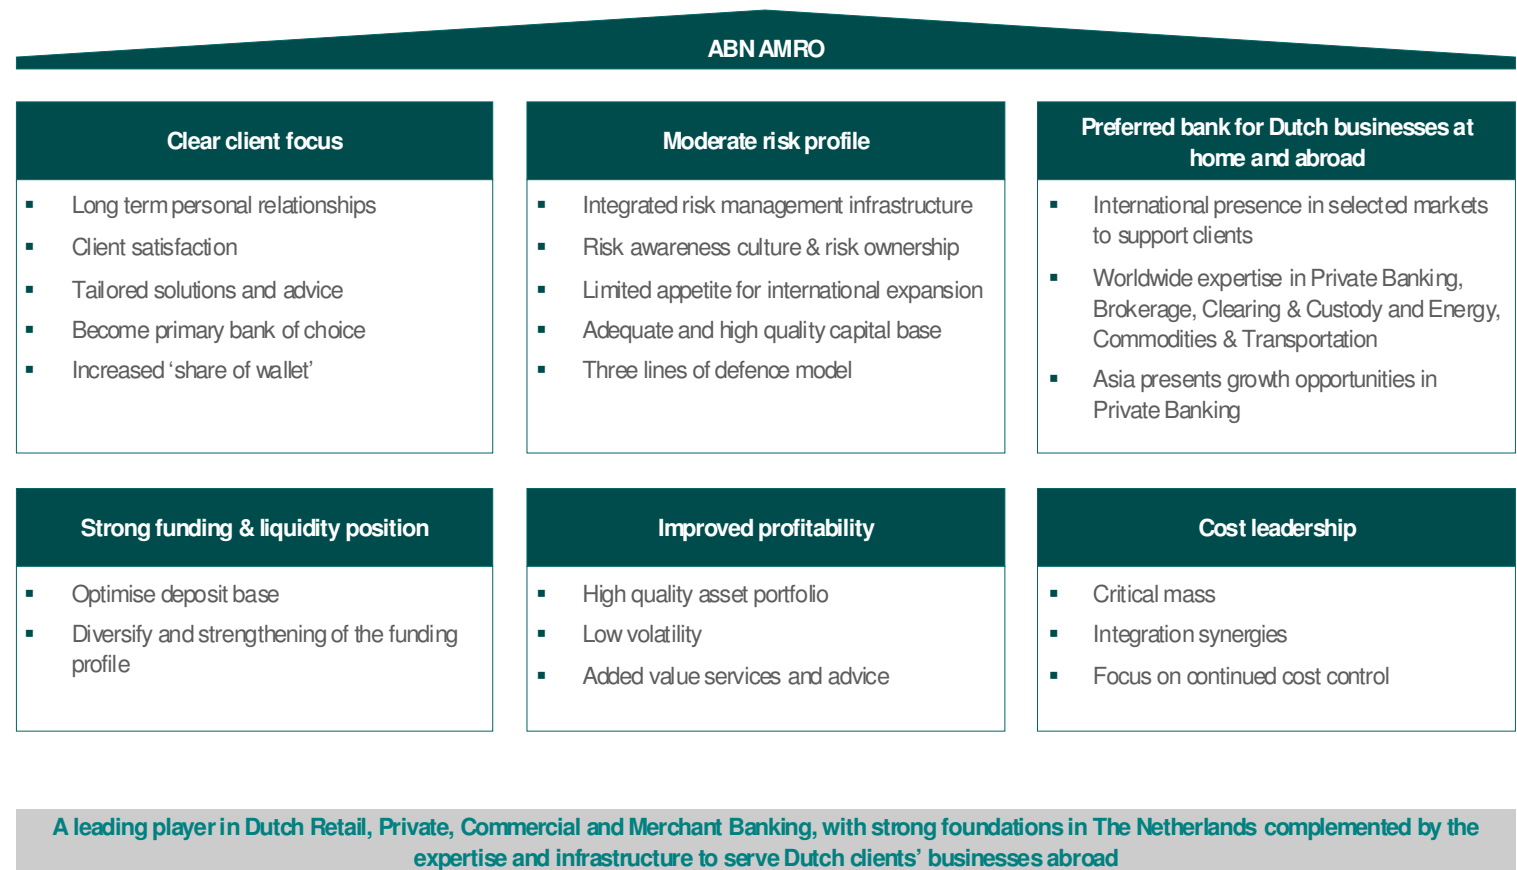 ABN AMRO
Clear client focus
▪ Long term personal relationships
▪ Client satisfaction
▪ Tailored solutions and advice
▪ Become primary bank of choice
▪ Increased ‘share of wallet’
Moderate risk profile
▪ Integrated risk management infrastructure
▪ Risk awareness culture & risk ownership
▪ Limited appetite for international expansion
▪ Adequate and high quality capital base
▪ Three lines of defence model
Preferred bank for Dutch businesses at
home and abroad
▪ International presence in selected markets
to support clients
▪ Worldwide expertise in Private Banking,
Brokerage, Clearing & Custody and Energy,
Commodities & Transportation
▪ Asia presents growth opportunities in
Private Banking
Strong funding & liquidity position
▪ Optimise deposit base
▪ Diversify and strengthening of the funding
profile
Improved profitability
▪ High quality asset portfolio
▪ Low volatility
▪ Added value services and advice
Cost leadership
▪ Critical mass
▪ Integration synergies
▪ Focus on continued cost control
A leading player in Dutch Retail, Private, Commercial and Merchant Banking, with strong foundations in The Netherlands complemented by the
expertise and infrastructure to serve Dutch clients’ businesses abroad